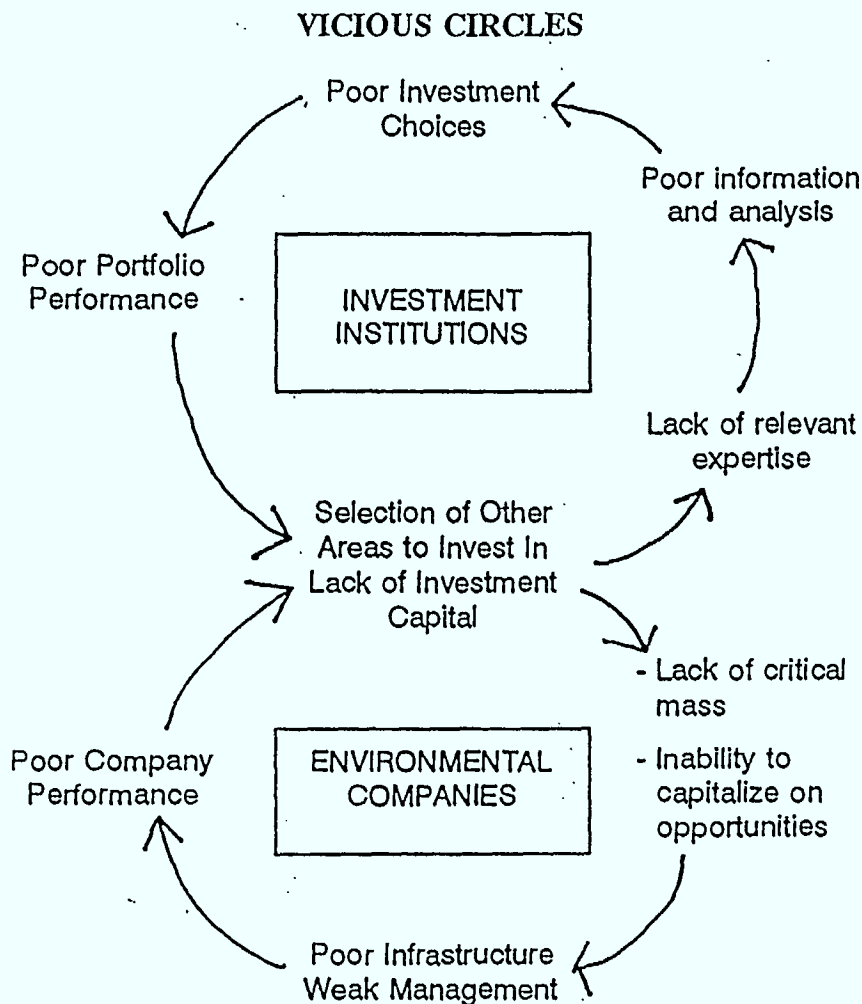 VICIOUS CIRCLES
Poor Investment
Choices
Poor information
and analysis
Poor Portfolio
Performance
INVESTMENT
INSTITUTIONS
Lack of relevant
expertise
Selection of Other
Areas to Invest In
Lack of Investment
Capital
- Lack of critical
mass
- Inability to
capitalize on
opportunities
Poor Company
Performance
ENVIRONMENTAL
COMPANIES
Poor Infrastructure
Weak Management